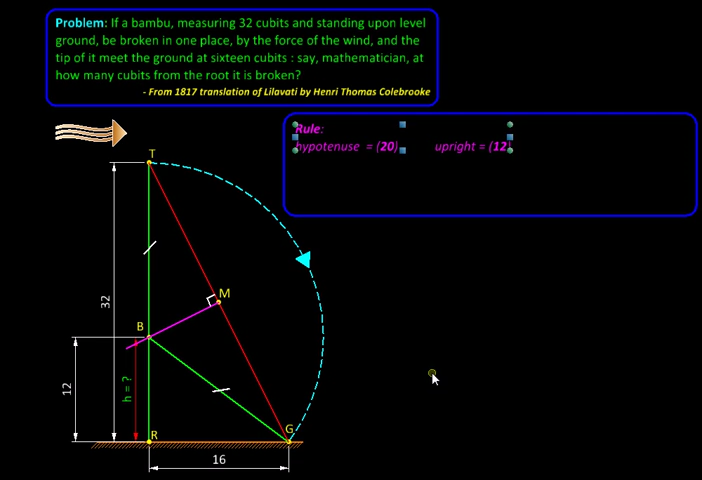 Problem: If a bambu, measuring 32 cubits and standing upon level
ground, be broken in one place, by the force of the wind, and the
tip of it meet the ground at sixteen cubits : say, mathematician, at
how many cubits from the root it is broken?
- From 1817 translation of Lilavati by Henri Thomas Colebrooke
Rule:
hypotenuse = (20) upright = (12)
T
M
32
B
12
h = ?
R
G
16